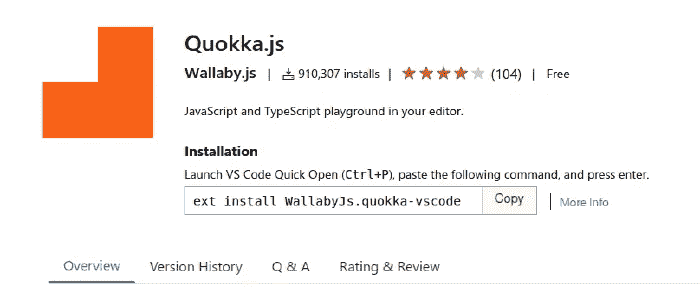 Quokka.js
Wallaby.js | 910,307 installs | (104) | Free
JavaScript and TypeScript playground in your editor.
Installation
Launch VS Code Quick Open (Ctrl+P), paste the following command, and press enter.
ext install WallabyJs.quokka-vscode Copy | More Info
Overview Version History Q & A Rating & Review